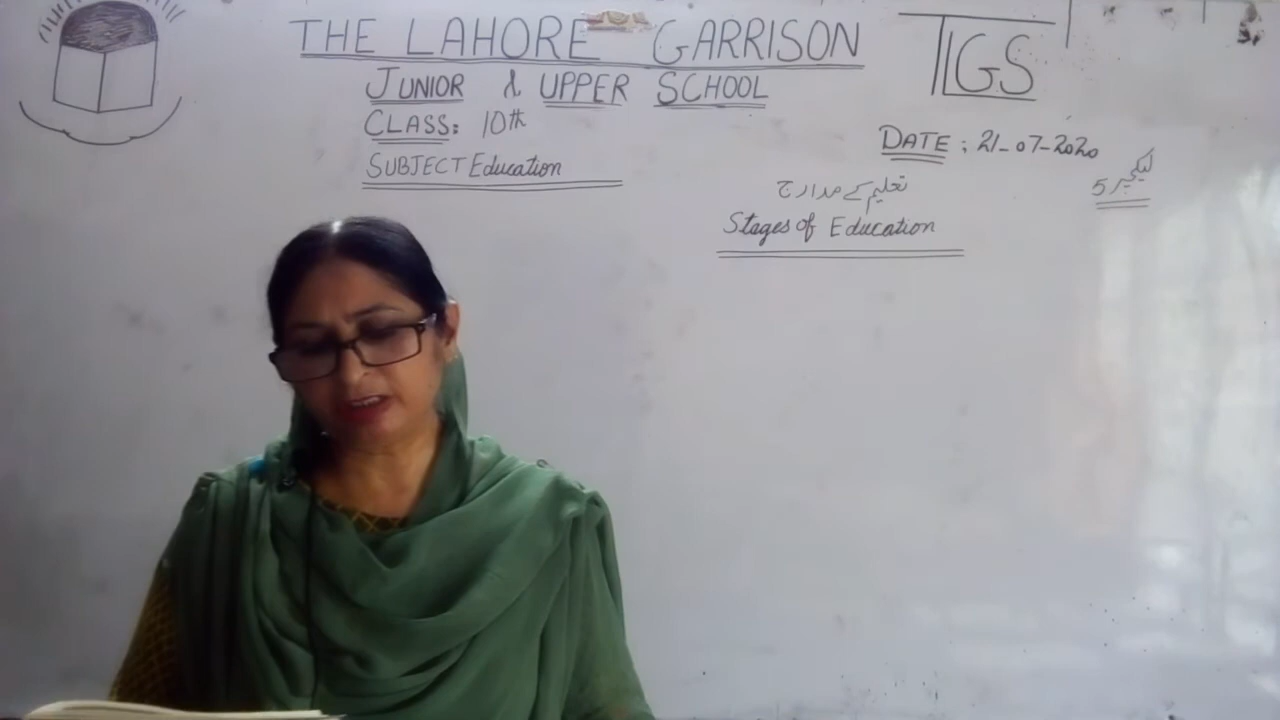 THE LAHORE GARRISON
JUNIOR & UPPER SCHOOL
TLGS
CLASS: 10th
DATE: 21-07-2020
SUBJECT Education
لیکچر 5
تعلیم کے مدارج
Stages of Education